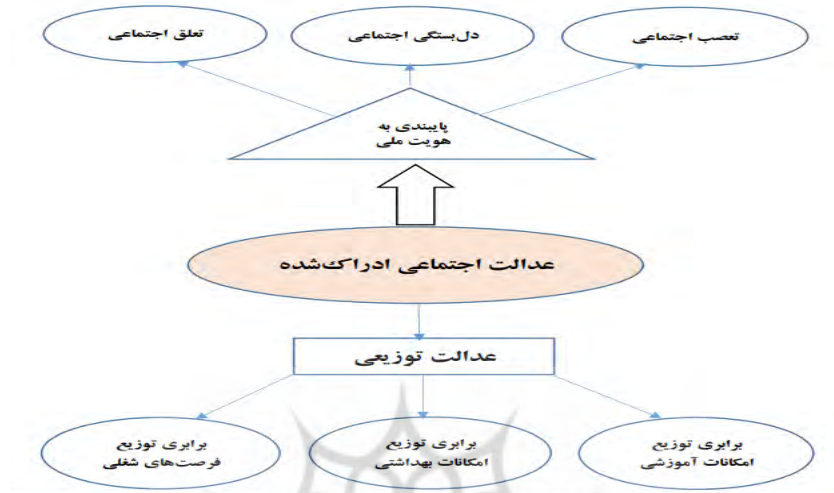 تعصب اجتماعی
دل‌بستگی اجتماعی
تعلق اجتماعی
پایبندی به
هویت ملی
عدالت اجتماعی ادراک‌شده
عدالت توزیعی
برابری توزیع
امکانات آموزشی
برابری توزیع
امکانات بهداشتی
برابری توزیع
فرصت‌های شغلی